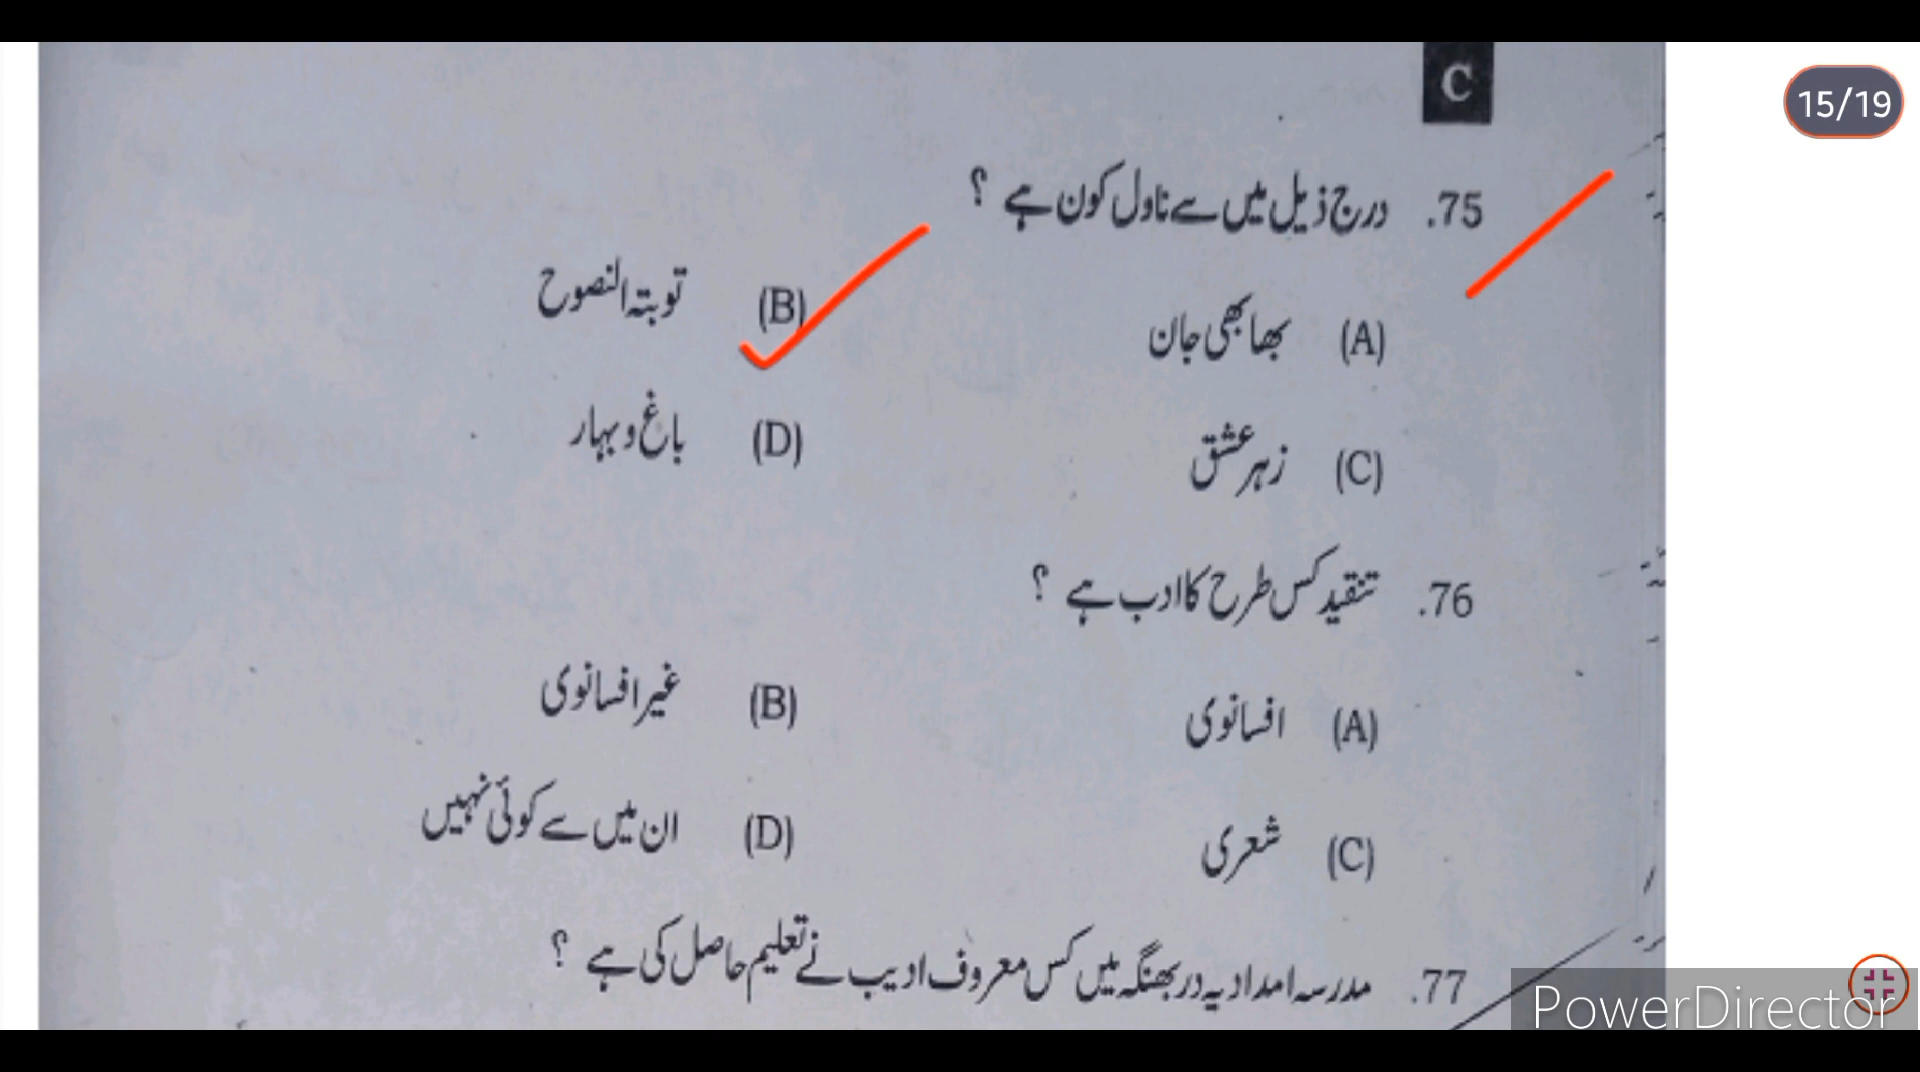 C
15/19
75. درج ذیل میں سے ناول کون ہے ؟
(A) بھابھی جان (B) توبتہ النصوح
(C) زہر عشق (D) باغ و بہار
76. تنقید کس طرح کا ادب ہے ؟
(A) افسانوی (B) غیر افسانوی
(C) شعری (D) ان میں سے کوئی نہیں
77. مدرسہ امدادیہ دربھنگہ میں کس معروف ادیب نے تعلیم حاصل کی ہے ؟
PowerDirector